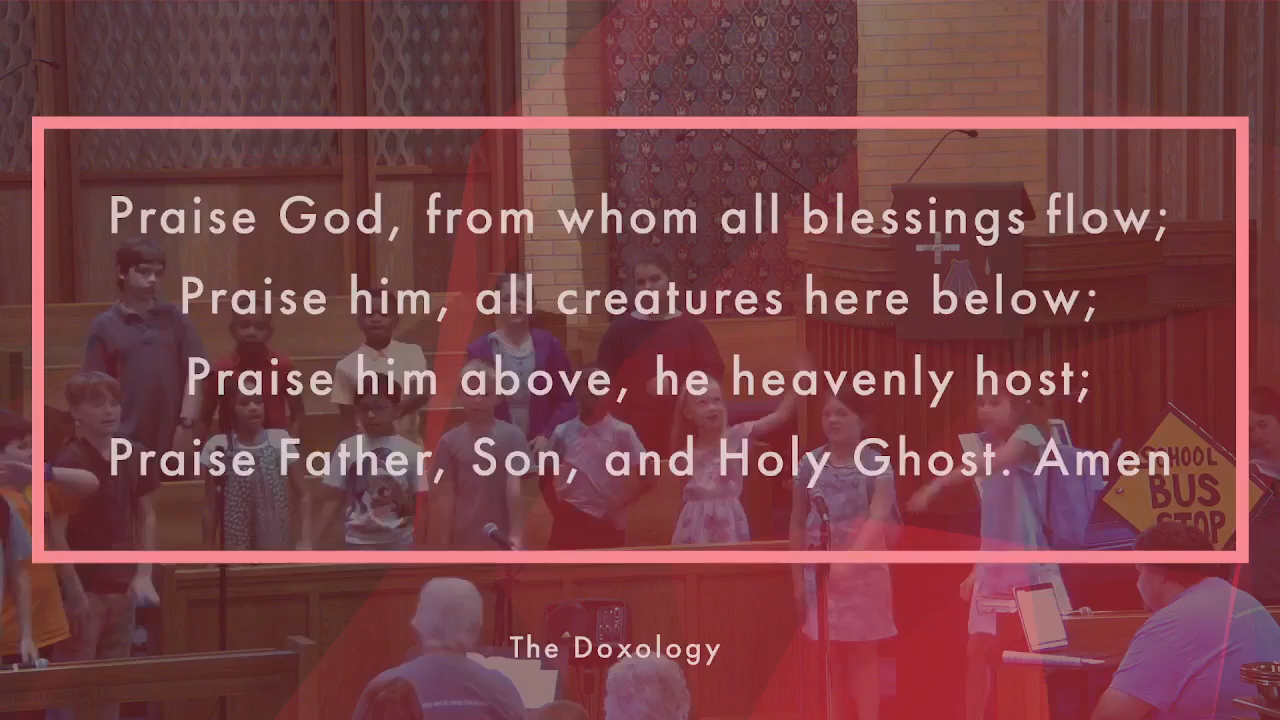 Praise God, from whom all blessings flow;
Praise him, all creatures here below;
Praise him above, he heavenly host;
Praise Father, Son, and Holy Ghost. Amen
SCHOOL
BUS
STOP
The Doxology